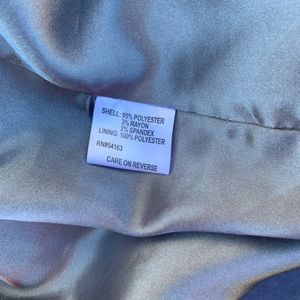 SHELL: 95% POLYESTER
3% RAYON
2% SPANDEX
LINING: 100% POLYESTER
RN#54163
CARE ON REVERSE